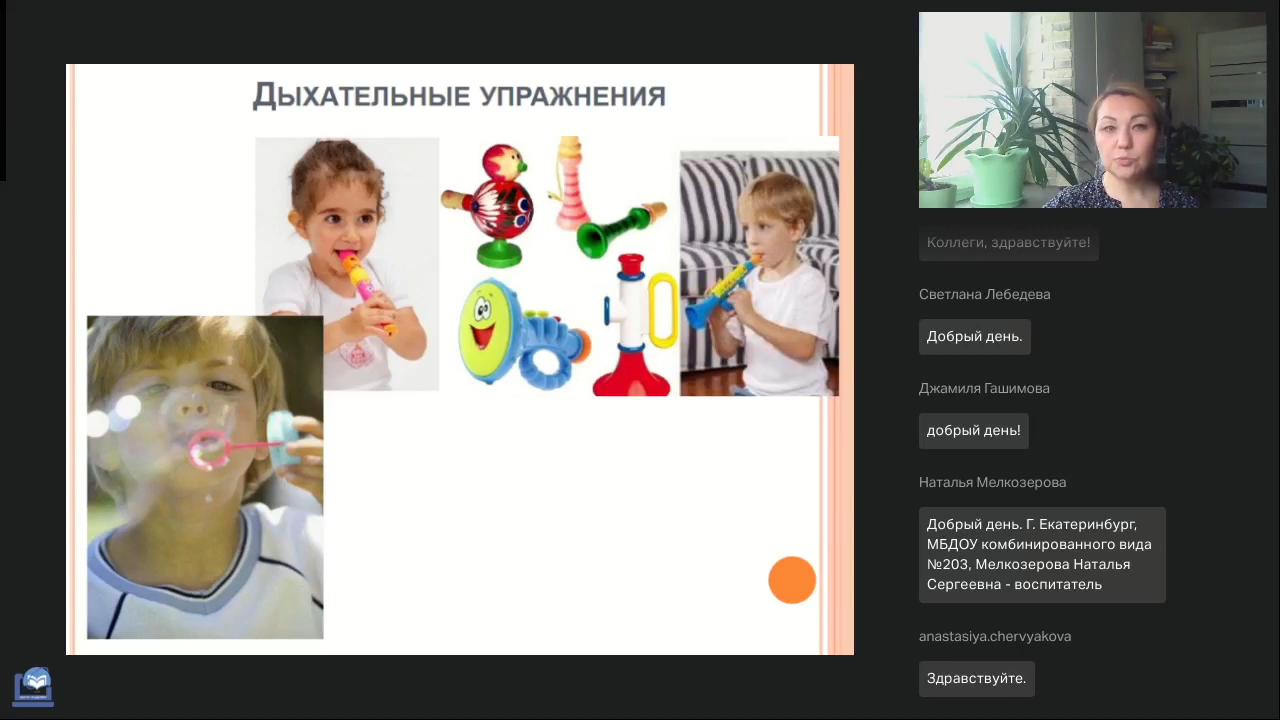 Дыхательные упражнения
Коллеги, здравствуйте!
Светлана Лебедева
Добрый день.
Джамиля Гашимова
добрый день!
Наталья Мелкозерова
Добрый день. Г. Екатеринбург,
МБДОУ комбинированного вида
№203, Мелкозерова Наталья
Сергеевна - воспитатель
anastasiya.chervyakova
Здравствуйте.